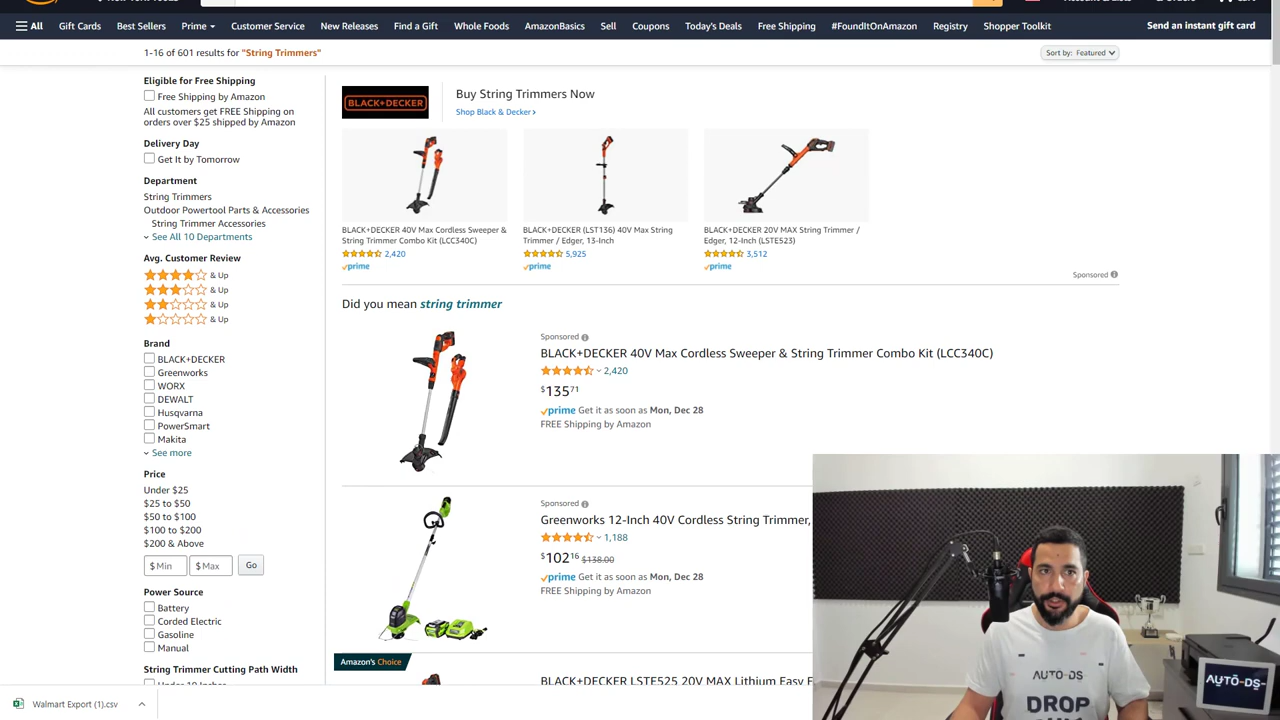 All
Gift Cards
Best Sellers
Prime
Customer Service
New Releases
Find a Gift
Whole Foods
AmazonBasics
Sell
Coupons
Today's Deals
Free Shipping
#FoundItOnAmazon
Registry
Shopper Toolkit
Send an instant gift card
1-16 of 601 results for "String Trimmers"
Sort by: Featured
Eligible for Free Shipping
Free Shipping by Amazon
All customers get FREE Shipping on
orders over $25 shipped by Amazon
Delivery Day
Get It by Tomorrow
Department
String Trimmers
Outdoor Powertool Parts & Accessories
String Trimmer Accessories
See All 10 Departments
Avg. Customer Review
& Up
& Up
& Up
& Up
Brand
BLACK+DECKER
Greenworks
WORX
DEWALT
Husqvarna
PowerSmart
Makita
See more
Price
Under $25
$25 to $50
$50 to $100
$100 to $200
$200 & Above
$ Min
$ Max
Go
Power Source
Battery
Corded Electric
Gasoline
Manual
String Trimmer Cutting Path Width
Under 10 Inches
BLACK+DECKER
Buy String Trimmers Now
Shop Black & Decker ›
BLACK+DECKER 40V Max Cordless Sweeper &
String Trimmer Combo Kit (LCC340C)
2,420
prime
BLACK+DECKER (LST136) 40V Max String
Trimmer / Edger, 13-Inch
5,925
prime
BLACK+DECKER 20V MAX String Trimmer /
Edger, 12-Inch (LSTE523)
3,512
prime
Sponsored
Did you mean string trimmer
Sponsored
BLACK+DECKER 40V Max Cordless Sweeper & String Trimmer Combo Kit (LCC340C)
2,420
$135 71
prime Get it as soon as Mon, Dec 28
FREE Shipping by Amazon
Sponsored
Greenworks 12-Inch 40V Cordless String Trimmer,
1,188
$102 16 $138.00
prime Get it as soon as Mon, Dec 28
FREE Shipping by Amazon
Amazon's Choice
BLACK+DECKER LSTE525 20V MAX Lithium Easy F
Walmart Export (1).csv
AUTO-DS-
DROP
AUTO-DS-